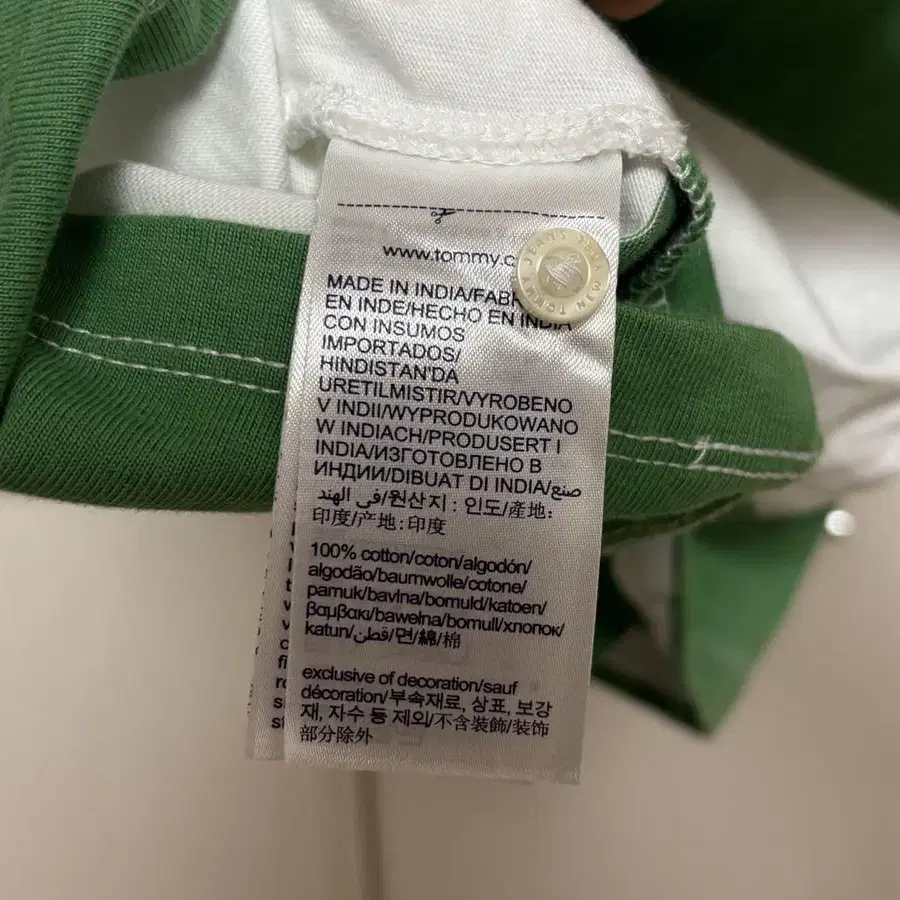 www.tommy.c
TOMMY JEANS
MADE IN INDIA/FABR
EN INDE/HECHO EN INDIA
CON INSUMOS
IMPORTADOS/
HINDISTAN'DA
URETILMISTIR/VYROBENO
V INDII/WYPRODUKOWANO
W INDIACH/PRODUSERT I
INDIA/ИЗГОТОВЛЕНО В
ИНДИИ/DIBUAT DI INDIA/صنع
في الهند/원산지 : 인도/產地:
印度/产地:印度
100% cotton/coton/algodón/
algodão/baumwolle/cotone/
pamuk/bavlna/bomuld/katoen/
βαμβακι/bawełna/bomull/хлопок/
katun/قطن/면/綿/棉
exclusive of decoration/sauf
décoration/부속재료, 상표, 보강
재, 자수 등 제외/不含裝飾/装饰
部分除外